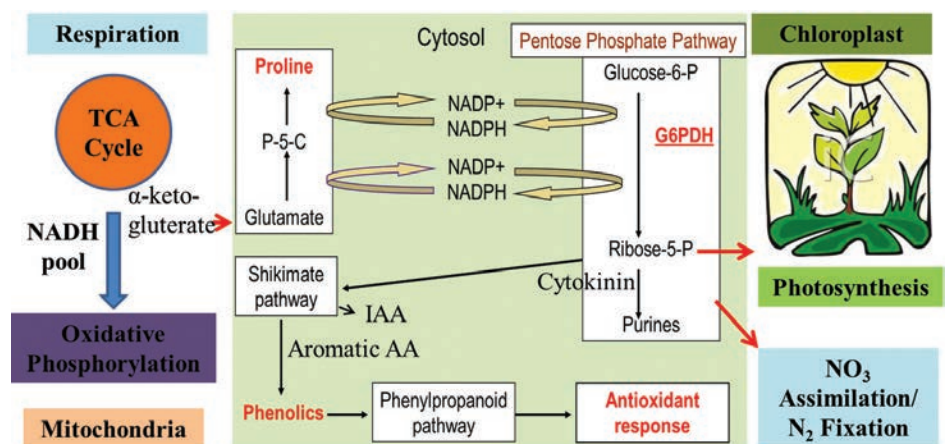 Respiration
TCA
Cycle
α-keto-
gluterate
NADH
pool
Oxidative
Phosphorylation
Mitochondria
Cytosol
Proline
P-5-C
Glutamate
NADP+
NADPH
NADP+
NADPH
Pentose Phosphate Pathway
Glucose-6-P
G6PDH
Ribose-5-P
Cytokinin
Purines
Shikimate
pathway
IAA
Aromatic AA
Phenolics
Phenylpropanoid
pathway
Antioxidant
response
Chloroplast
Photosynthesis
NO3
Assimilation/
N2 Fixation